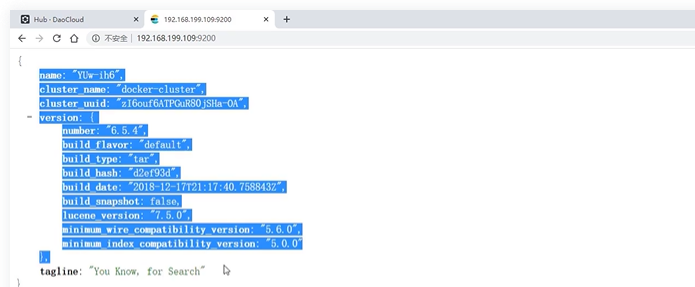 Hub - DaoCloud
192.168.199.109:9200
不安全 | 192.168.199.109:9200
{
name: "YUw-ih6",
cluster_name: "docker-cluster",
cluster_uuid: "zI6ouf6ATPGuR80jSHa-OA",
- version: {
number: "6.5.4",
build_flavor: "default",
build_type: "tar",
build_hash: "d2ef93d",
build_date: "2018-12-17T21:17:40.758843Z",
build_snapshot: false,
lucene_version: "7.5.0",
minimum_wire_compatibility_version: "5.6.0",
minimum_index_compatibility_version: "5.0.0"
},
tagline: "You Know, for Search"
}